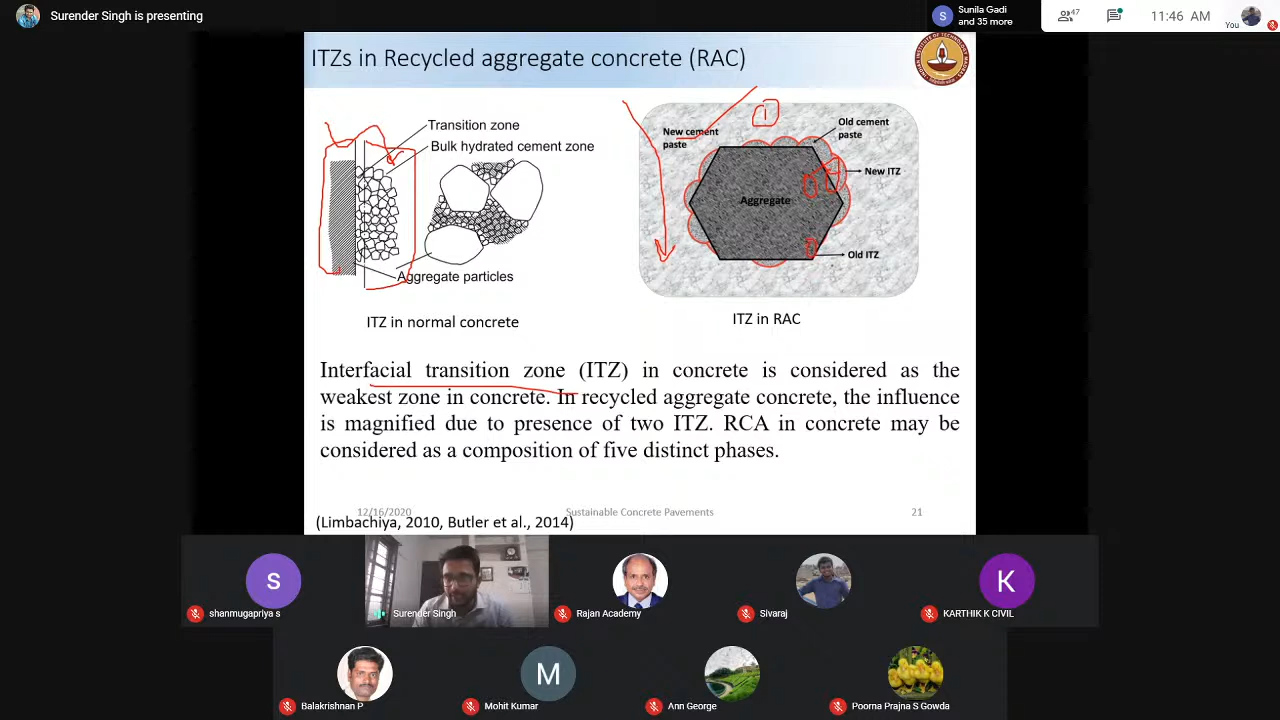 Surender Singh is presenting
S
Sunila Gadi
and 35 more
47
11:46 AM
You
ITZs in Recycled aggregate concrete (RAC)
Transition zone
Bulk hydrated cement zone
Aggregate particles
ITZ in normal concrete
1
New cement
paste
Old cement
paste
New ITZ
Aggregate
Old ITZ
ITZ in RAC
Interfacial transition zone (ITZ) in concrete is considered as the
weakest zone in concrete. In recycled aggregate concrete, the influence
is magnified due to presence of two ITZ. RCA in concrete may be
considered as a composition of five distinct phases.
12/16/2020
Sustainable Concrete Pavements
21
(Limbachiya, 2010, Butler et al., 2014)
S
K
shanmugapriya s
Surender Singh
Rajan Academy
Sivaraj
KARTHIK K CIVIL
M
Balakrishnan P
Mohit Kumar
Ann George
Poorna Prajna S Gowda